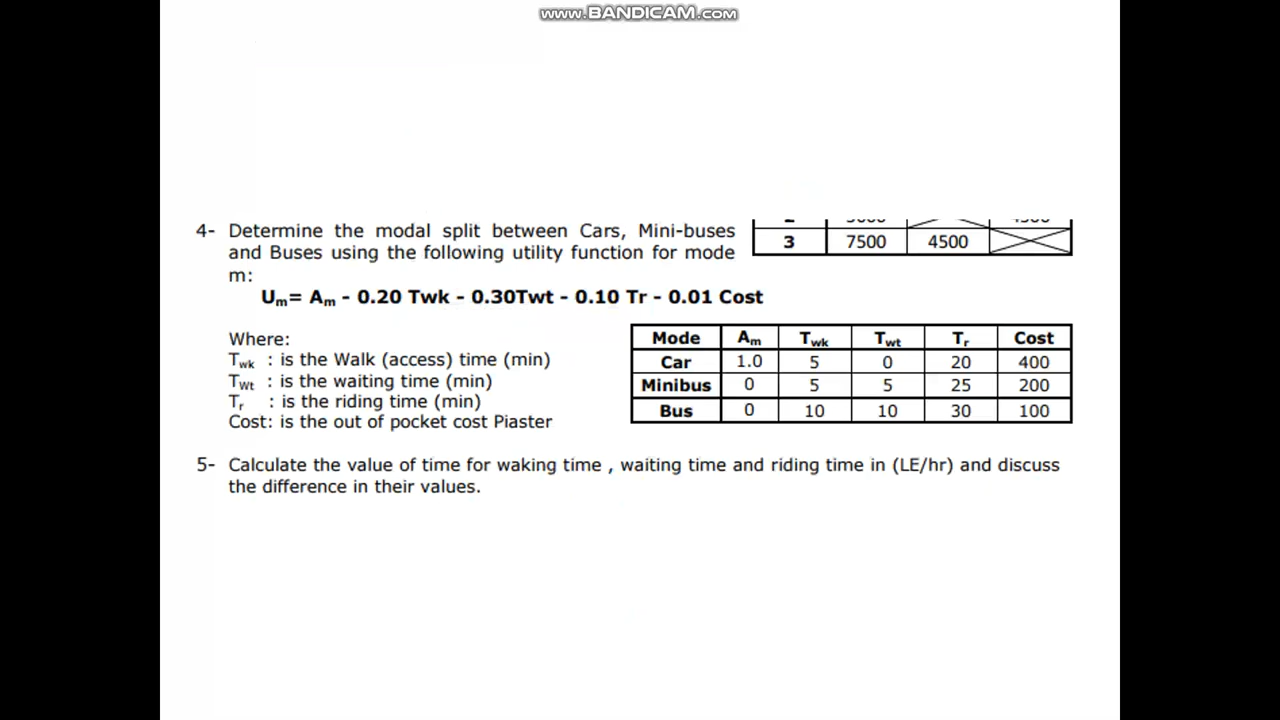 www.BANDICAM.com
3 7500 4500
4- Determine the modal split between Cars, Mini-buses
and Buses using the following utility function for mode
m:
Um= Am - 0.20 Twk - 0.30Twt - 0.10 Tr - 0.01 Cost
Where:
Twk : is the Walk (access) time (min)
TWt : is the waiting time (min)
Tr : is the riding time (min)
Cost: is the out of pocket cost Piaster
Mode Am Twk Twt Tr Cost
Car 1.0 5 0 20 400
Minibus 0 5 5 25 200
Bus 0 10 10 30 100
5- Calculate the value of time for waking time , waiting time and riding time in (LE/hr) and discuss
the difference in their values.